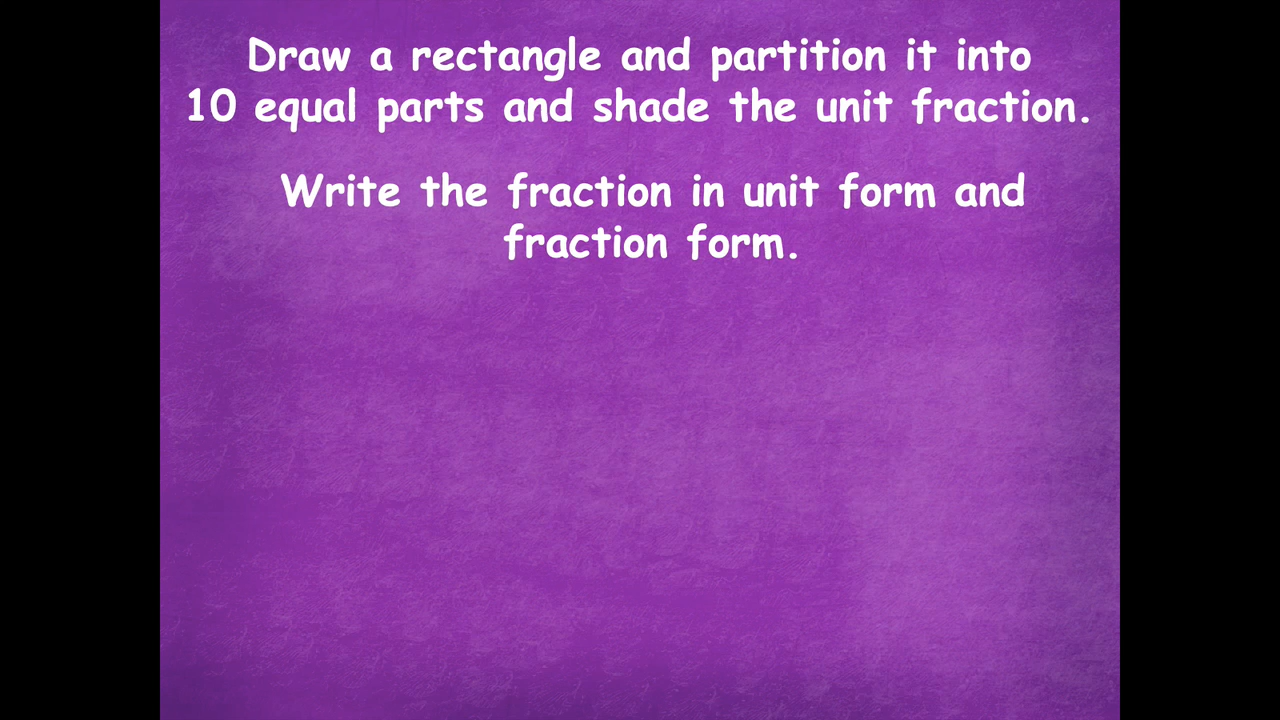 Draw a rectangle and partition it into
10 equal parts and shade the unit fraction.
Write the fraction in unit form and
fraction form.